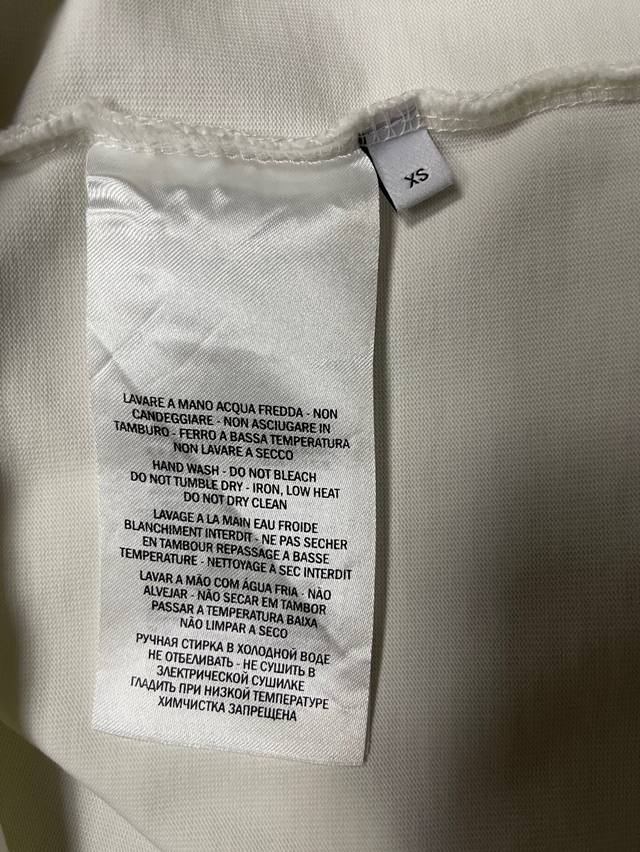 XS
LAVARE A MANO ACQUA FREDDA - NON
CANDEGGIARE - NON ASCIUGARE IN
TAMBURO - FERRO A BASSA TEMPERATURA
NON LAVARE A SECCO
HAND WASH - DO NOT BLEACH
DO NOT TUMBLE DRY - IRON, LOW HEAT
DO NOT DRY CLEAN
LAVAGE A LA MAIN EAU FROIDE
BLANCHIMENT INTERDIT - NE PAS SECHER
EN TAMBOUR REPASSAGE A BASSE
TEMPERATURE - NETTOYAGE A SEC INTERDIT
LAVAR A MÃO COM ÁGUA FRIA - NÃO
ALVEJAR - NÃO SECAR EM TAMBOR
PASSAR A TEMPERATURA BAIXA
NÃO LIMPAR A SECO
РУЧНАЯ СТИРКА В ХОЛОДНОЙ ВОДЕ
НЕ ОТБЕЛИВАТЬ - НЕ СУШИТЬ В
ЗЛЕКТРИЧЕСКОЙ СУШИЛКЕ
ГЛАДИТЬ ПРИ НИЗКОЙ ТЕМПЕРАТУРЕ
ХИМЧИСТКА ЗАПРЕЩЕНА